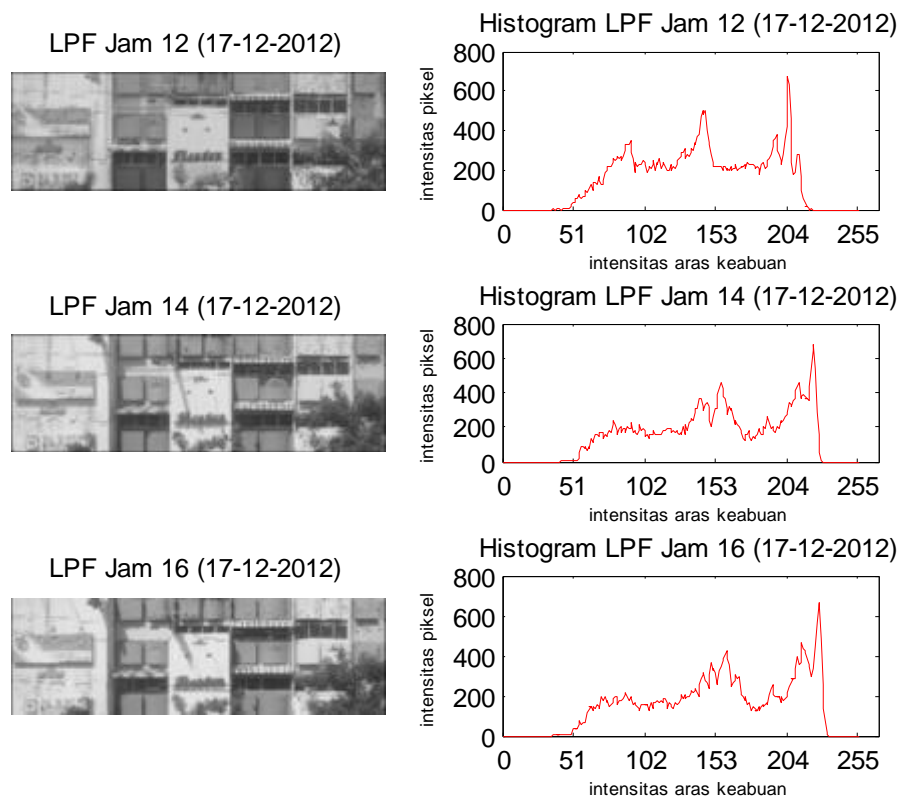 LPF Jam 12 (17-12-2012)
Histogram LPF Jam 12 (17-12-2012)
intensitas piksel
800
600
400
200
0
0 51 102 153 204 255
intensitas aras keabuan
LPF Jam 14 (17-12-2012)
Histogram LPF Jam 14 (17-12-2012)
intensitas piksel
800
600
400
200
0
0 51 102 153 204 255
intensitas aras keabuan
LPF Jam 16 (17-12-2012)
Histogram LPF Jam 16 (17-12-2012)
intensitas piksel
800
600
400
200
0
0 51 102 153 204 255
intensitas aras keabuan